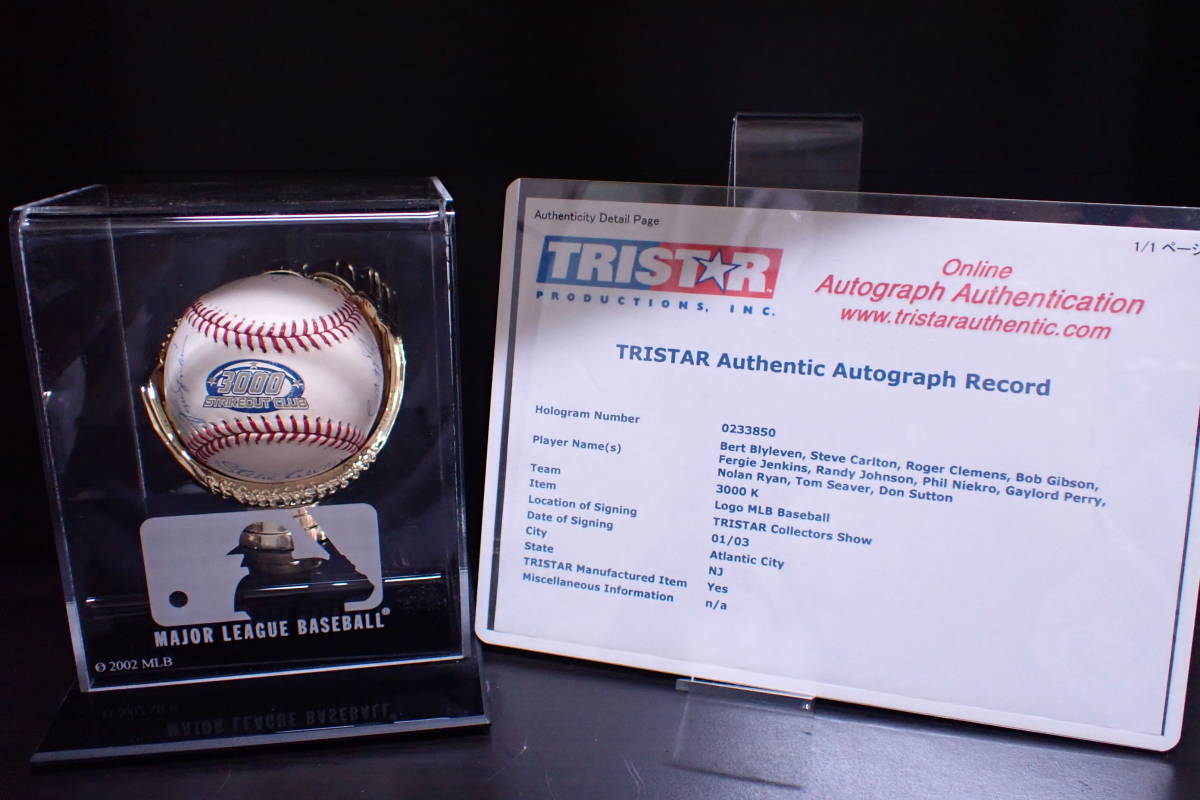 3000
STRIKEOUT CLUB
Steve
MAJOR LEAGUE BASEBALL®
© 2002 MLB
Authenticity Detail Page
1/1 ページ
TRISTAR™
PRODUCTIONS, INC.
Online
Autograph Authentication
www.tristarauthentic.com
TRISTAR Authentic Autograph Record
Hologram Number 0233850
Player Name(s) Bert Blyleven, Steve Carlton, Roger Clemens, Bob Gibson,
Fergie Jenkins, Randy Johnson, Phil Niekro, Gaylord Perry,
Nolan Ryan, Tom Seaver, Don Sutton
Team 3000 K
Item Logo MLB Baseball
Location of Signing TRISTAR Collectors Show
Date of Signing 01/03
City Atlantic City
State NJ
TRISTAR Manufactured Item Yes
Miscellaneous Information n/a